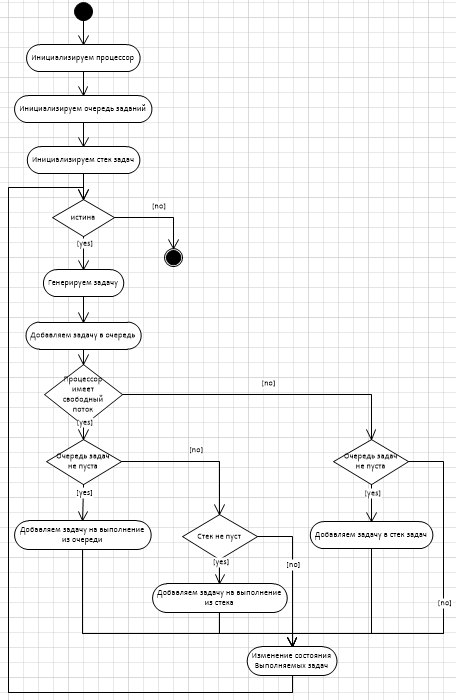 Инициализируем процессор
Инициализируем очередь заданий
Инициализируем стек задач
истина
[no]
[yes]
Генерируем задачу
Добавляем задачу в очередь
Процессор
имеет
свободный
поток
[no]
[yes]
Очередь задач
не пуста
[no]
[yes]
Очередь задач
не пуста
[yes]
[no]
Добавляем задачу на выполнение
из очереди
Стек не пуст
[yes]
[no]
Добавляем задачу в стек задач
Добавляем задачу на выполнение
из стека
Изменение состояния
Выполняемых задач